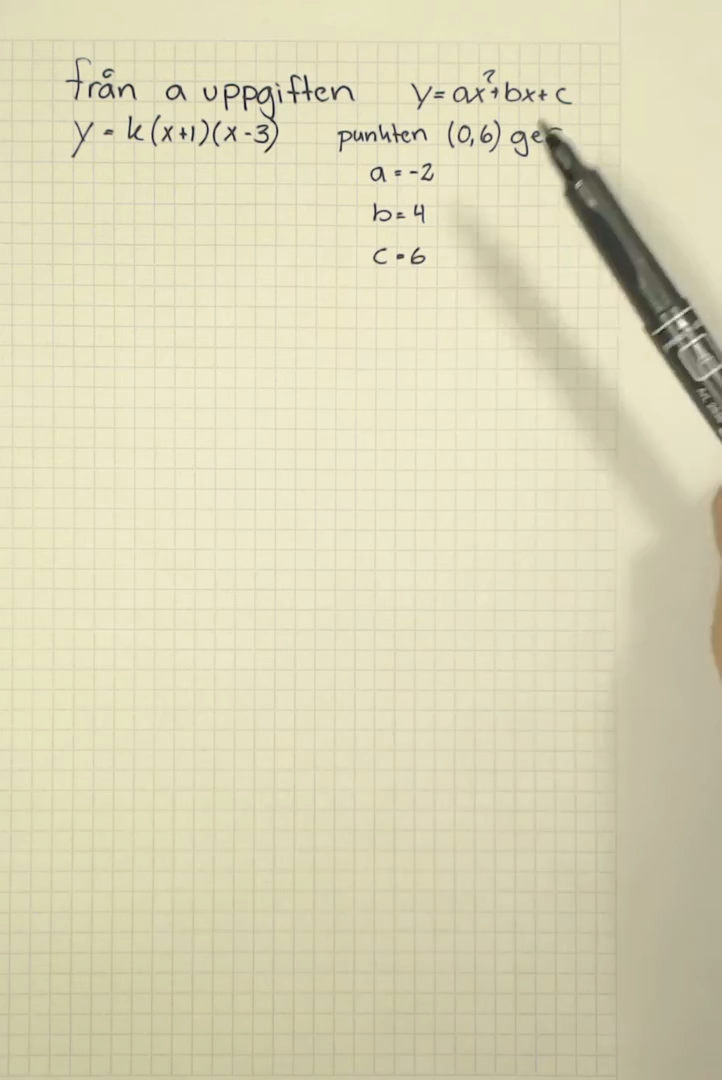 från a uppgiften y=ax²+bx+c
y = k(x+1)(x-3) punkten (0,6) ger
a = -2
b = 4
c = 6